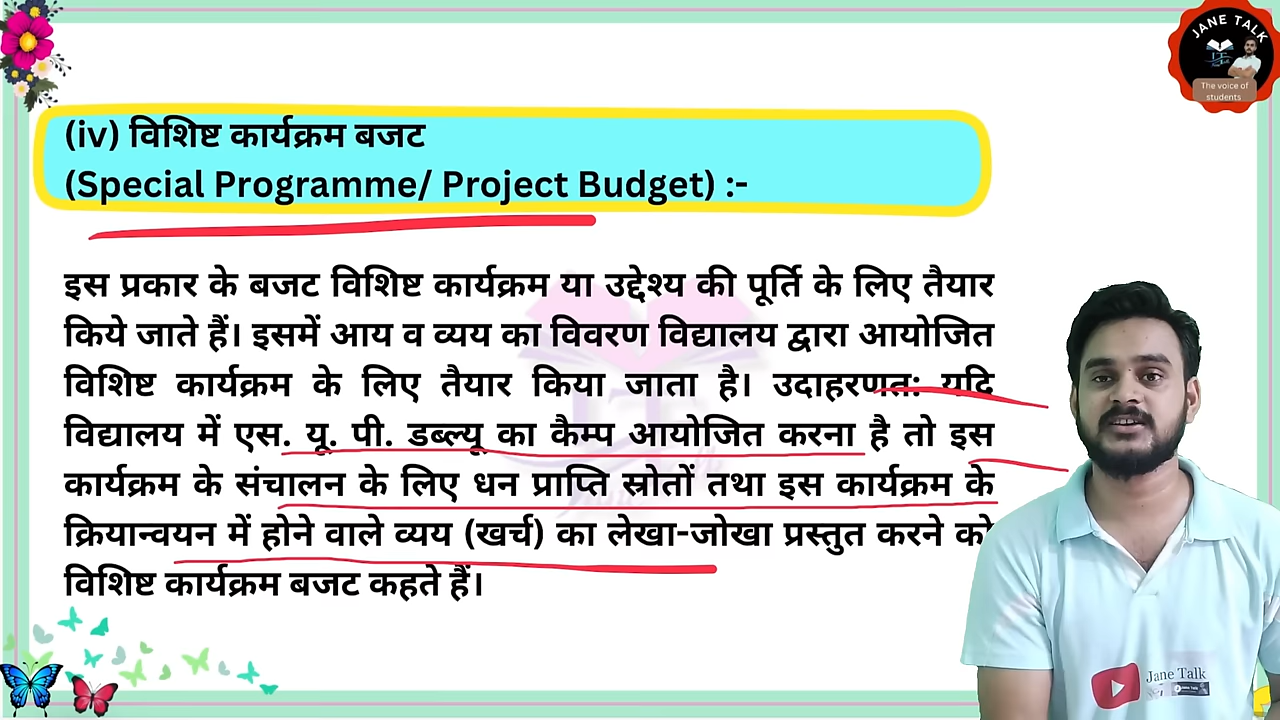 JANE TALK
The voice of
students
(iv) विशिष्ट कार्यक्रम बजट
(Special Programme/ Project Budget) :-
इस प्रकार के बजट विशिष्ट कार्यक्रम या उद्देश्य की पूर्ति के लिए तैयार
किये जाते हैं। इसमें आय व व्यय का विवरण विद्यालय द्वारा आयोजित
विशिष्ट कार्यक्रम के लिए तैयार किया जाता है। उदाहरणत: यदि
विद्यालय में एस. यू. पी. डब्ल्यू का कैम्प आयोजित करना है तो इस
कार्यक्रम के संचालन के लिए धन प्राप्ति स्रोतों तथा इस कार्यक्रम के
क्रियान्वयन में होने वाले व्यय (खर्च) का लेखा-जोखा प्रस्तुत करने को
विशिष्ट कार्यक्रम बजट कहते हैं।
Jane Talk